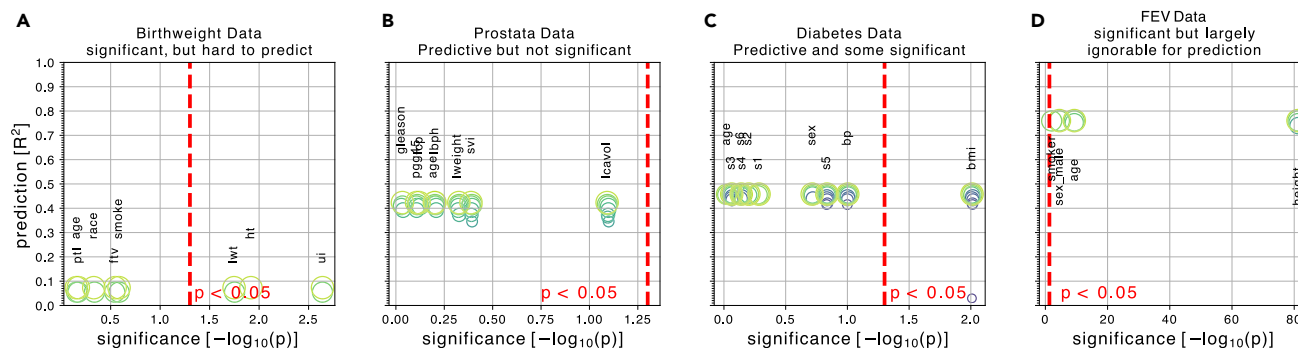 A
Birthweight Data
significant, but hard to predict
B
Prostata Data
Predictive but not significant
C
Diabetes Data
Predictive and some significant
D
FEV Data
significant but largely
ignorable for prediction
prediction [R²]
1.0
0.9
0.8
0.7
0.6
0.5
0.4
0.3
0.2
0.1
0.0
ptl
age
race
ftv
smoke
lwt
ht
ui
p < 0.05
0.5 1.0 1.5 2.0 2.5
significance [−log₁₀(p)]
gleason
age
lbph
lweight
svi
lcavol
p < 0.05
0.00 0.25 0.50 0.75 1.00 1.25
significance [−log₁₀(p)]
age
s3
s6
s4
s2
s1
sex
s5
bp
bmi
p < 0.05
0.0 0.5 1.0 1.5 2.0
significance [−log₁₀(p)]
smoker
sex_male
age
height
p < 0.05
0 20 40 60 80
significance [−log₁₀(p)]